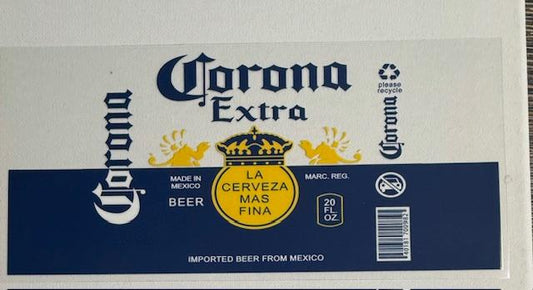 Corona
Corona
Extra
please
recycle
Corona
MADE IN
MEXICO
BEER
LA
CERVEZA
MAS
FINA
MARC. REG.
20
FL
OZ.
IMPORTED BEER FROM MEXICO